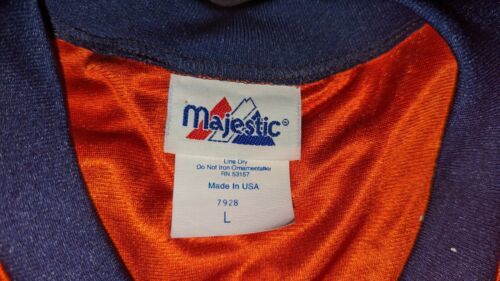 Majestic®
Line Dry
Do Not Iron Ornamentation
RN 53157
Made In USA
7928
L